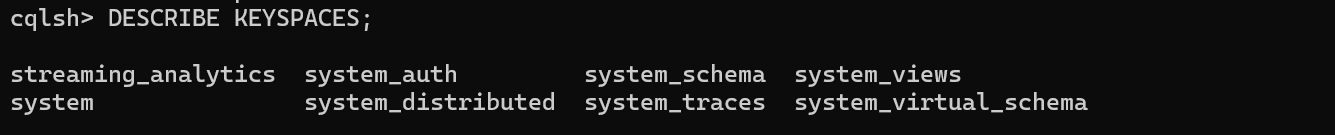 cqlsh> DESCRIBE KEYSPACES;
streaming_analytics  system_auth         system_schema  system_views
system               system_distributed  system_traces  system_virtual_schema